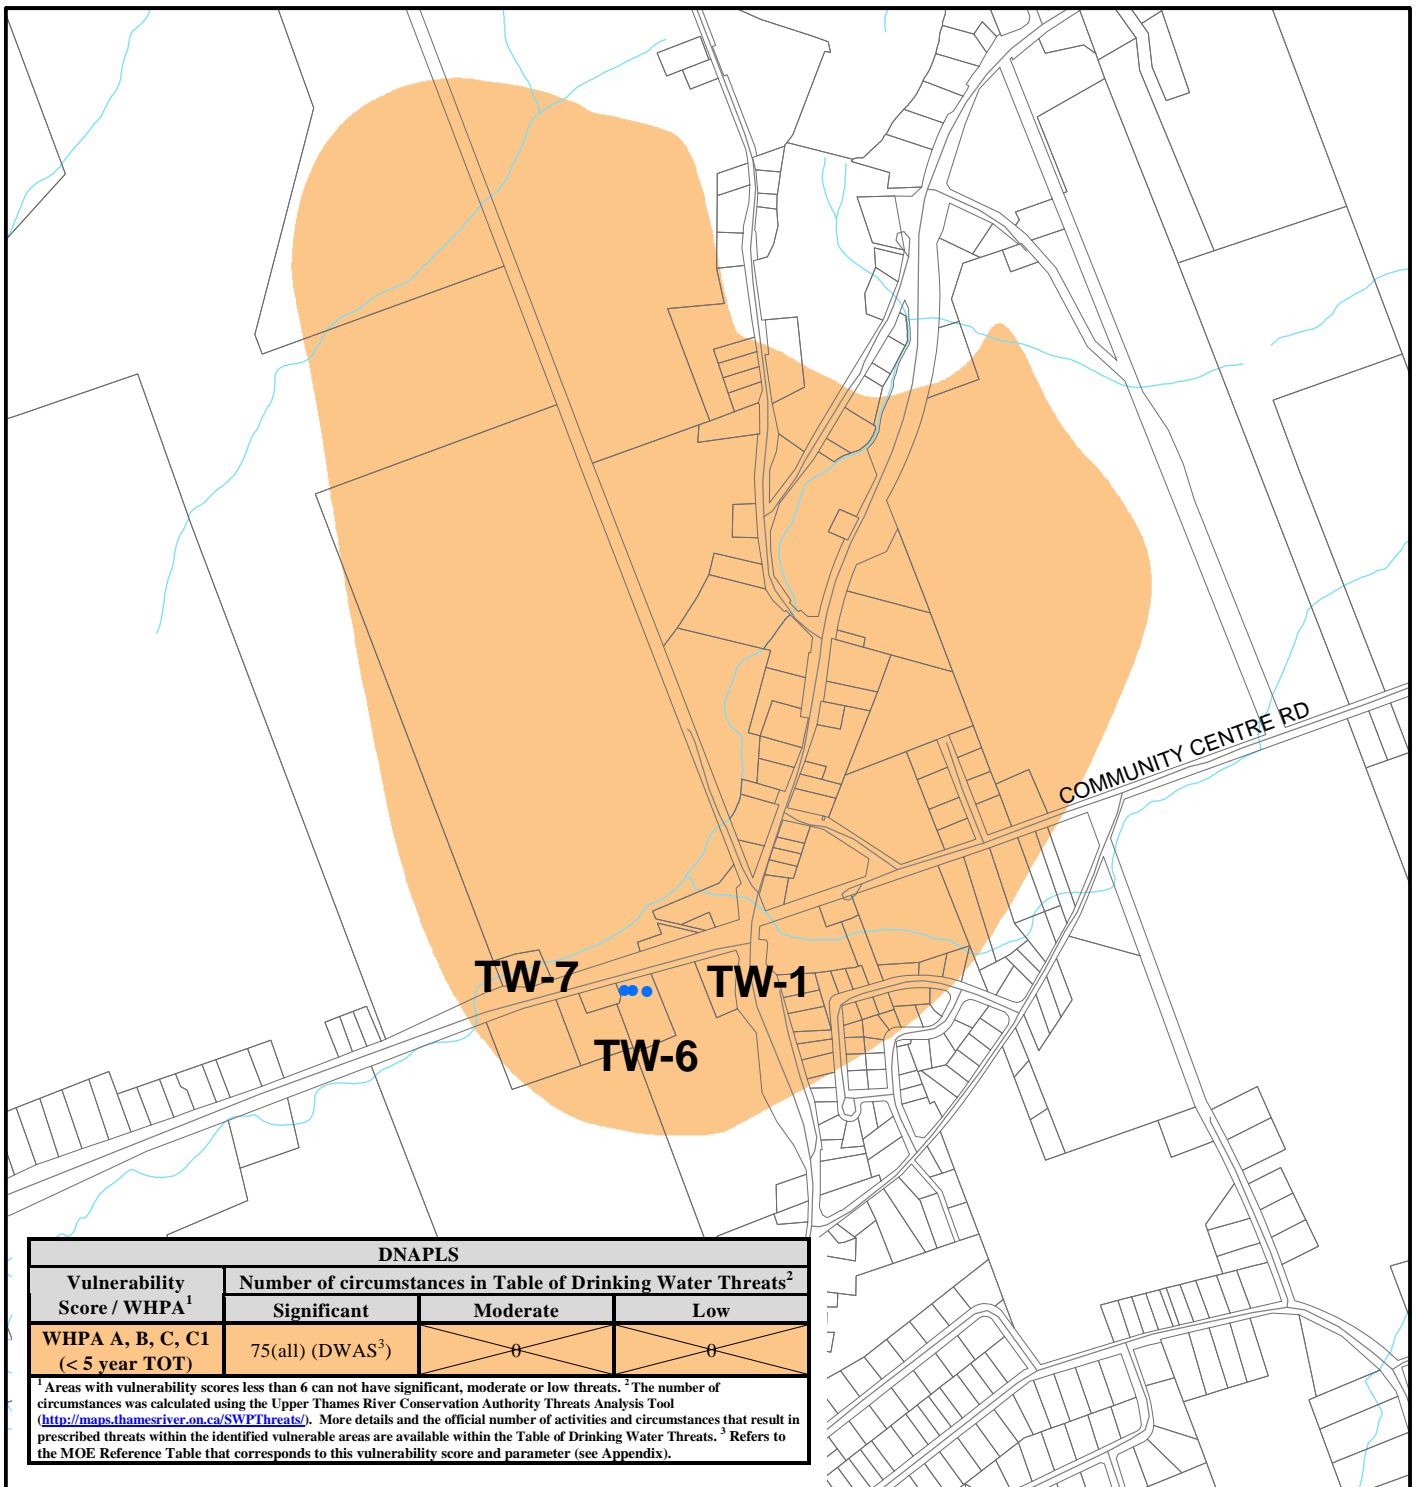 COMMUNITY CENTRE RD
TW-7
TW-1
TW-6
DNAPLS
Vulnerability
Score / WHPA¹
Number of circumstances in Table of Drinking Water Threats²
Significant
Moderate
Low
WHPA A, B, C, C1
(< 5 year TOT)
75(all) (DWAS³)
0
0
¹ Areas with vulnerability scores less than 6 can not have significant, moderate or low threats. ² The number of
circumstances was calculated using the Upper Thames River Conservation Authority Threats Analysis Tool
(http://maps.thamesriver.on.ca/SWPThreats/). More details and the official number of activities and circumstances that result in
prescribed threats within the identified vulnerable areas are available within the Table of Drinking Water Threats. ³ Refers to
the MOE Reference Table that corresponds to this vulnerability score and parameter (see Appendix).